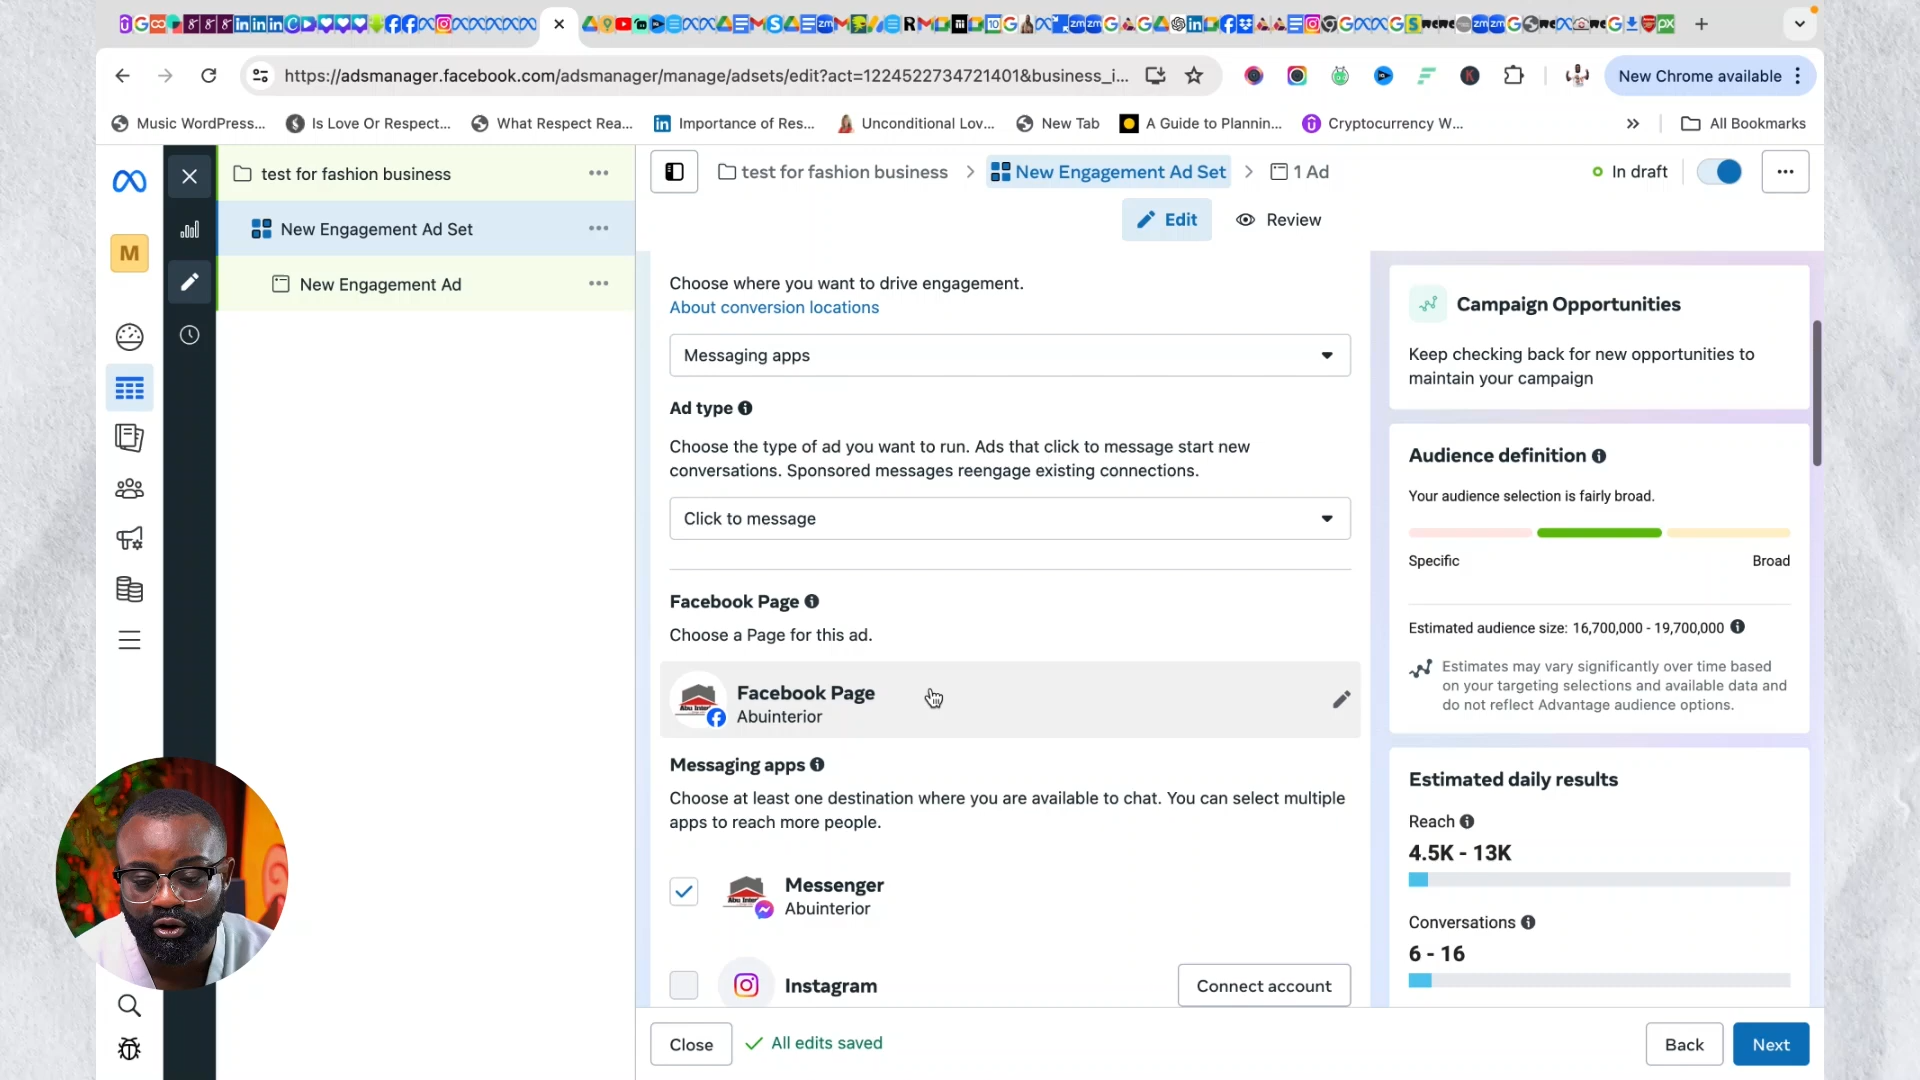 https://adsmanager.facebook.com/adsmanager/manage/adsets/edit?act=1224522734721401&business_i...
New Chrome available
Music WordPress...
Is Love Or Respect...
What Respect Rea...
Importance of Res...
Unconditional Lov...
New Tab
A Guide to Plannin...
Cryptocurrency W...
All Bookmarks
M
test for fashion business
New Engagement Ad Set
New Engagement Ad
test for fashion business
New Engagement Ad Set
1 Ad
In draft
Edit
Review
Choose where you want to drive engagement.
About conversion locations
Messaging apps
Ad type
Choose the type of ad you want to run. Ads that click to message start new
conversations. Sponsored messages reengage existing connections.
Click to message
Facebook Page
Choose a Page for this ad.
Facebook Page
Abuinterior
Messaging apps
Choose at least one destination where you are available to chat. You can select multiple
apps to reach more people.
Messenger
Abuinterior
Instagram
Connect account
Campaign Opportunities
Keep checking back for new opportunities to
maintain your campaign
Audience definition
Your audience selection is fairly broad.
Specific
Broad
Estimated audience size: 16,700,000 - 19,700,000
Estimates may vary significantly over time based
on your targeting selections and available data and
do not reflect Advantage audience options.
Estimated daily results
Reach
4.5K - 13K
Conversations
6 - 16
Close
All edits saved
Back
Next